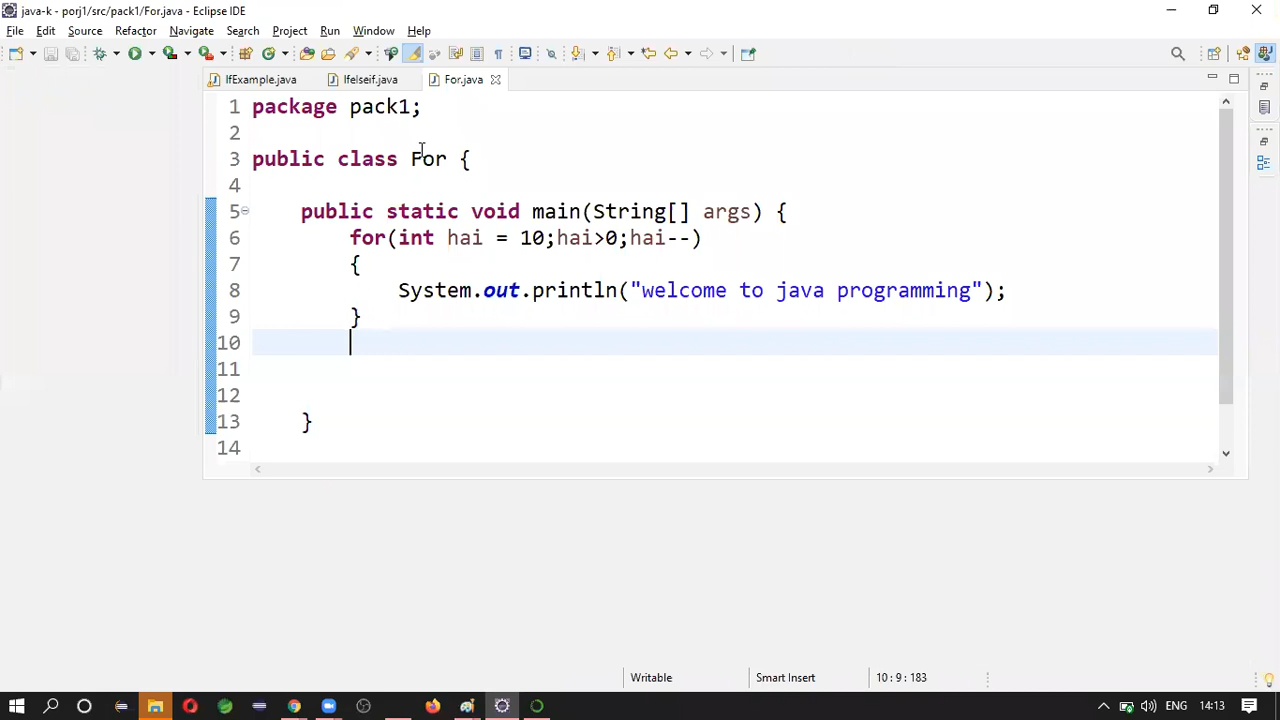 java-k - porj1/src/pack1/For.java - Eclipse IDE
File Edit Source Refactor Navigate Search Project Run Window Help
IfExample.java Ifelseif.java For.java
1 package pack1;
2
3 public class For {
4
5 public static void main(String[] args) {
6 for(int hai = 10;hai>0;hai--)
7 {
8 System.out.println("welcome to java programming");
9 }
10
11
12
13 }
14
Writable Smart Insert 10 : 9 : 183
ENG 14:13